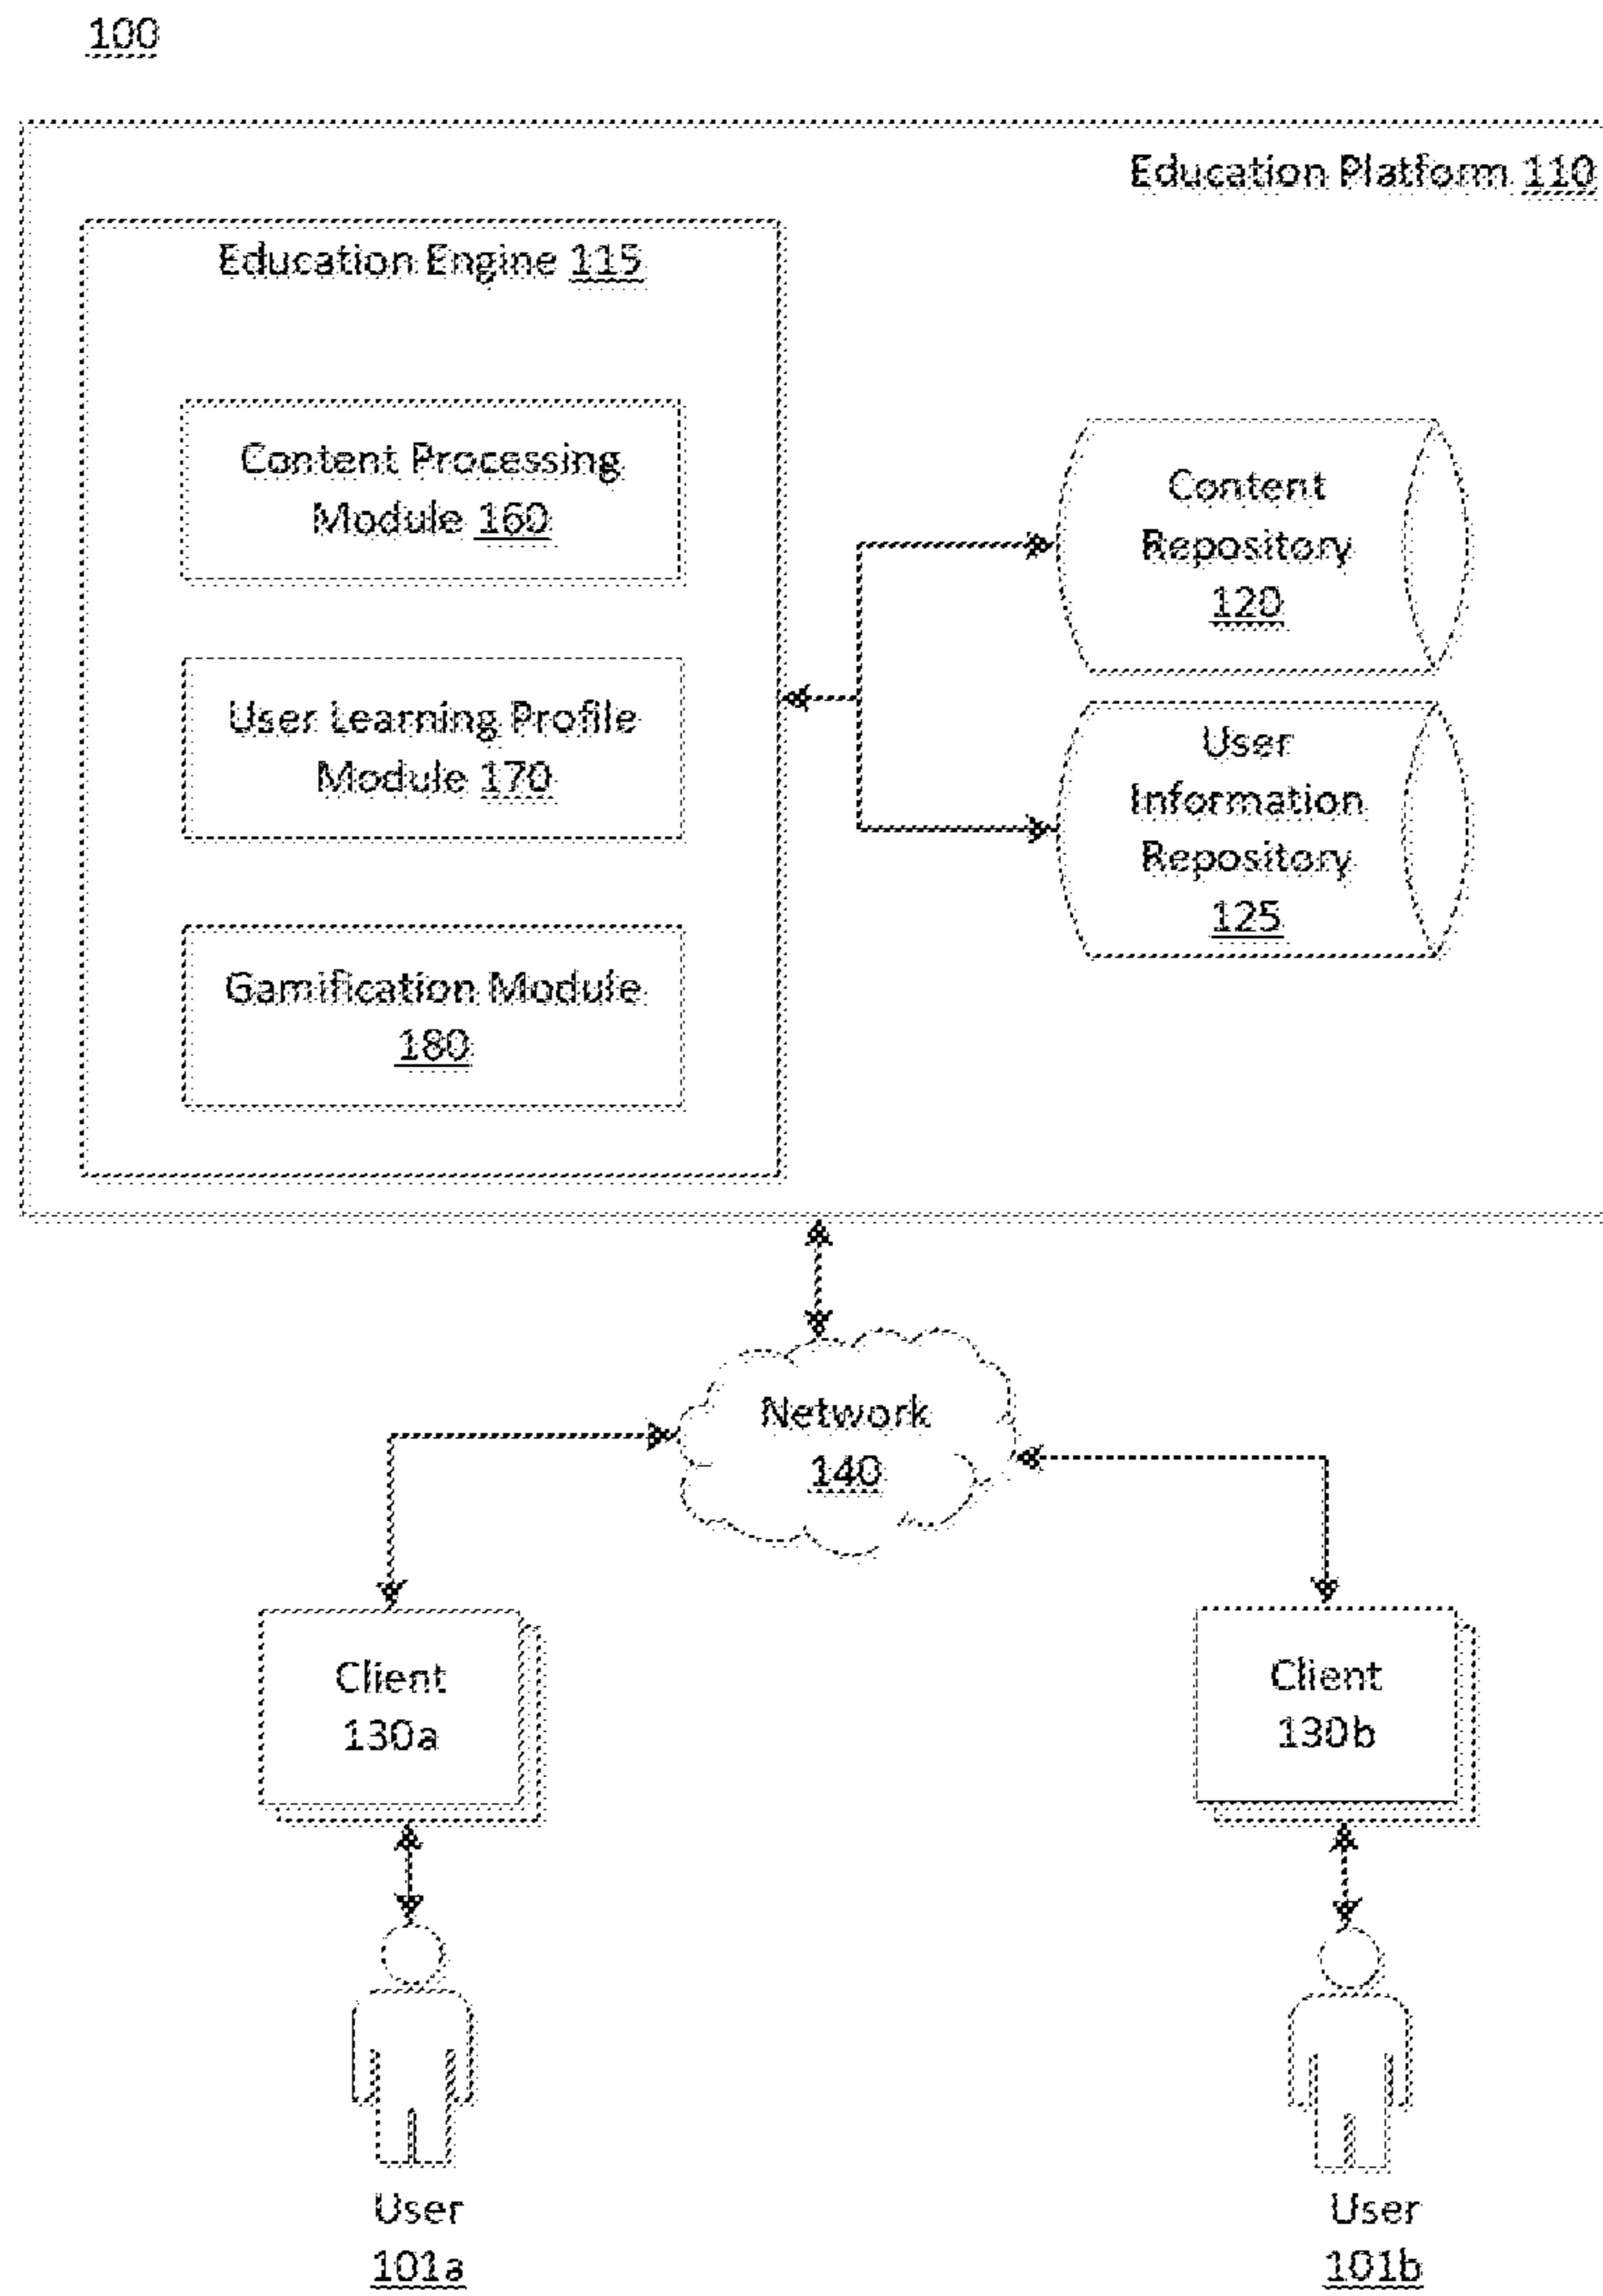 100
Education Platform 110
Education Engine 115
Content Processing
Module 160
User Learning Profile
Module 170
Gamification Module
180
Content
Repository
120
User
Information
Repository
125
Network
140
Client
130a
Client
130b
User
101a
User
101b